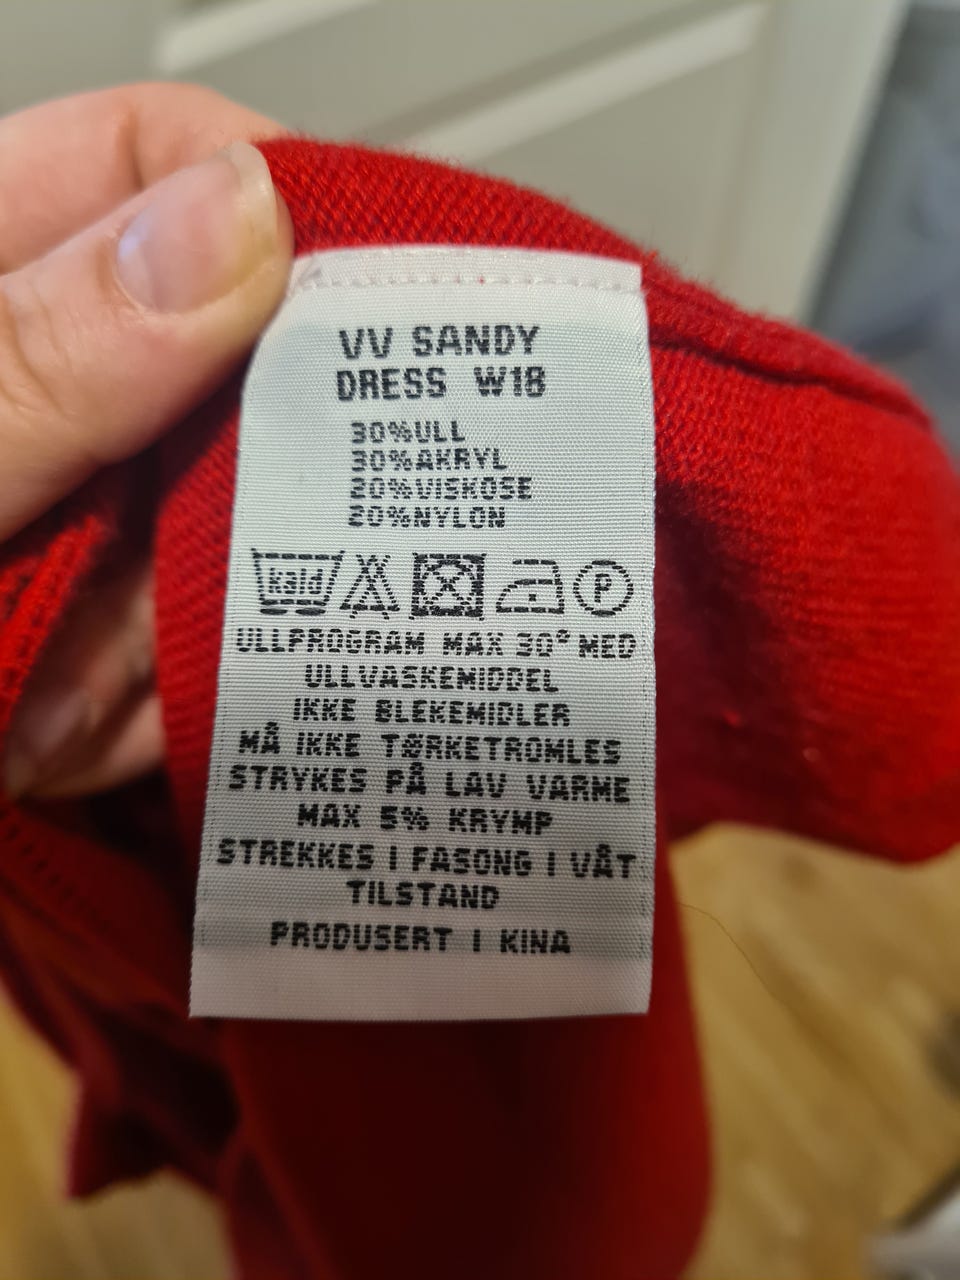 VV SANDY
DRESS W18
30%ULL
30%AKRYL
20%VISKOSE
20%NYLON
kald P
ULLPROGRAM MAX 30° MED
ULLVASKEMIDDEL
IKKE BLEKEMIDLER
MÅ IKKE TØRKETROMLES
STRYKES PÅ LAV VARME
MAX 5% KRYMP
STREKKES I FASONG I VÅT
TILSTAND
PRODUSERT I KINA